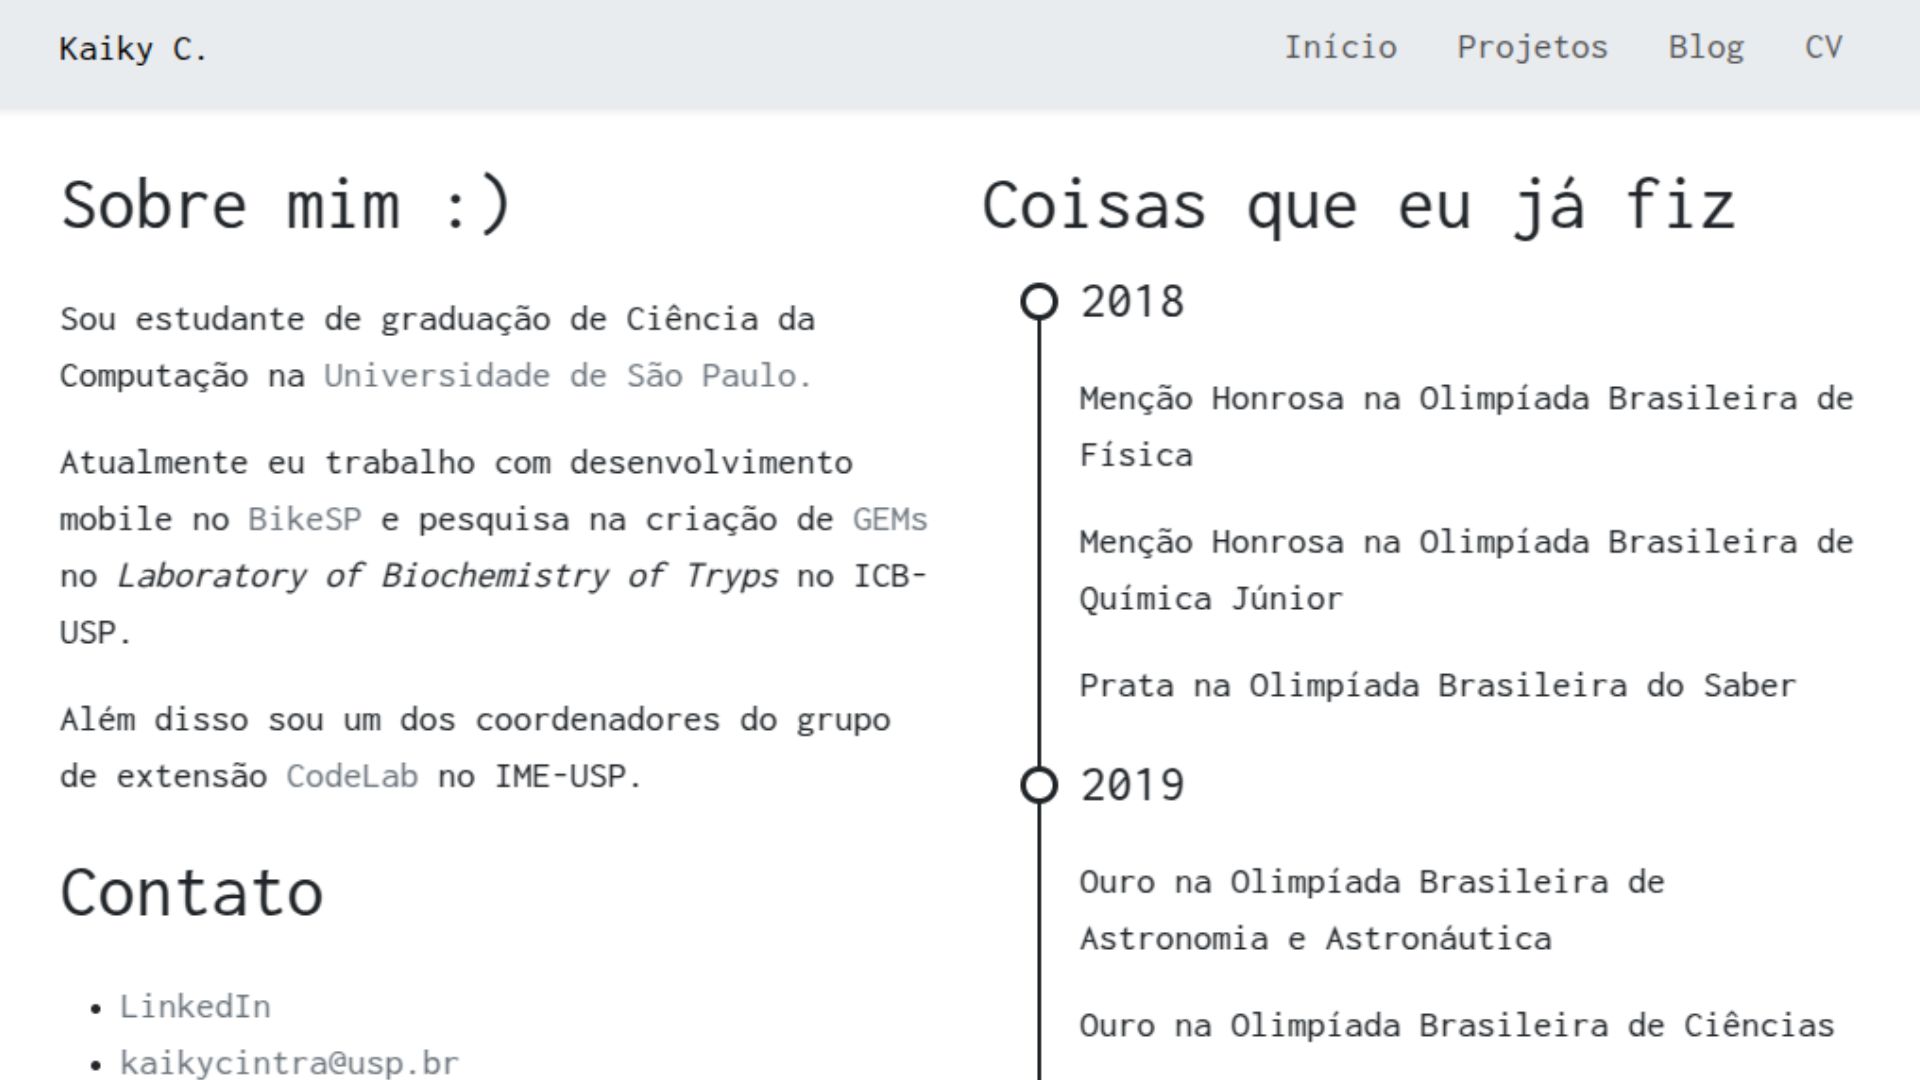 Kaiky C.
Início Projetos Blog CV
Sobre mim :)
Sou estudante de graduação de Ciência da
Computação na Universidade de São Paulo.
Atualmente eu trabalho com desenvolvimento
mobile no BikeSP e pesquisa na criação de GEMs
no Laboratory of Biochemistry of Tryps no ICB-
USP.
Além disso sou um dos coordenadores do grupo
de extensão CodeLab no IME-USP.
Contato
• LinkedIn
• kaikycintra@usp.br
Coisas que eu já fiz
2018
Menção Honrosa na Olimpíada Brasileira de
Física
Menção Honrosa na Olimpíada Brasileira de
Química Júnior
Prata na Olimpíada Brasileira do Saber
2019
Ouro na Olimpíada Brasileira de
Astronomia e Astronáutica
Ouro na Olimpíada Brasileira de Ciências